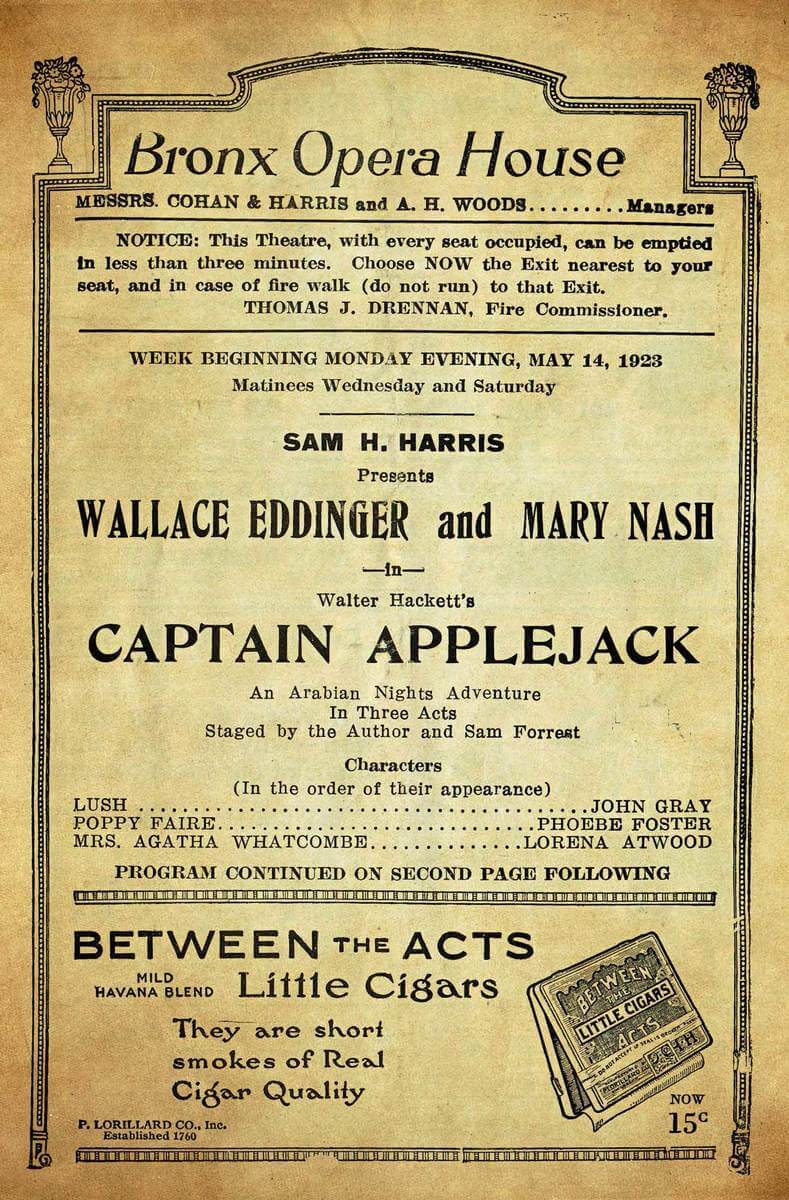 Bronx Opera House
MESSRS. COHAN & HARRIS and A. H. WOODS.........Managers
NOTICE: This Theatre, with every seat occupied, can be emptied
in less than three minutes. Choose NOW the Exit nearest to your
seat, and in case of fire walk (do not run) to that Exit.
THOMAS J. DRENNAN, Fire Commissioner.
WEEK BEGINNING MONDAY EVENING, MAY 14, 1923
Matinees Wednesday and Saturday
SAM H. HARRIS
Presents
WALLACE EDDINGER and MARY NASH
—in—
Walter Hackett's
CAPTAIN APPLEJACK
An Arabian Nights Adventure
In Three Acts
Staged by the Author and Sam Forrest
Characters
(In the order of their appearance)
LUSH .........................................JOHN GRAY
POPPY FAIRE.............................PHOEBE FOSTER
MRS. AGATHA WHATCOMBE..............LORENA ATWOOD
PROGRAM CONTINUED ON SECOND PAGE FOLLOWING
BETWEEN THE ACTS
MILD
HAVANA BLEND Little Cigars
They are short
smokes of Real
Cigar Quality
BETWEEN
THE
LITTLE CIGARS
ACTS
P. LORILLARD CO., Inc.
Established 1760
NOW
15c